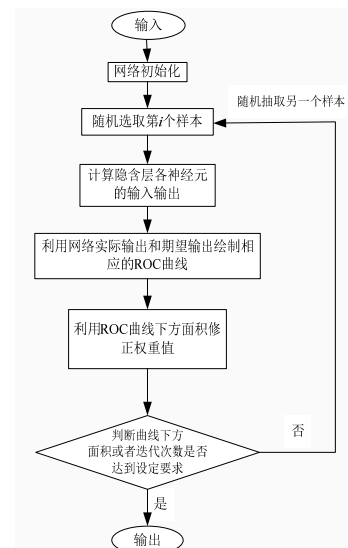 输入
网络初始化
随机抽取另一个样本
随机选取第i个样本
计算隐含层各神经元
的输入输出
利用网络实际输出和期望输出绘制相
应的ROC曲线
利用ROC曲线下方面积修
正权重值
判断曲线下方
面积或者迭代次数是否
达到设定要求
否
是
输出